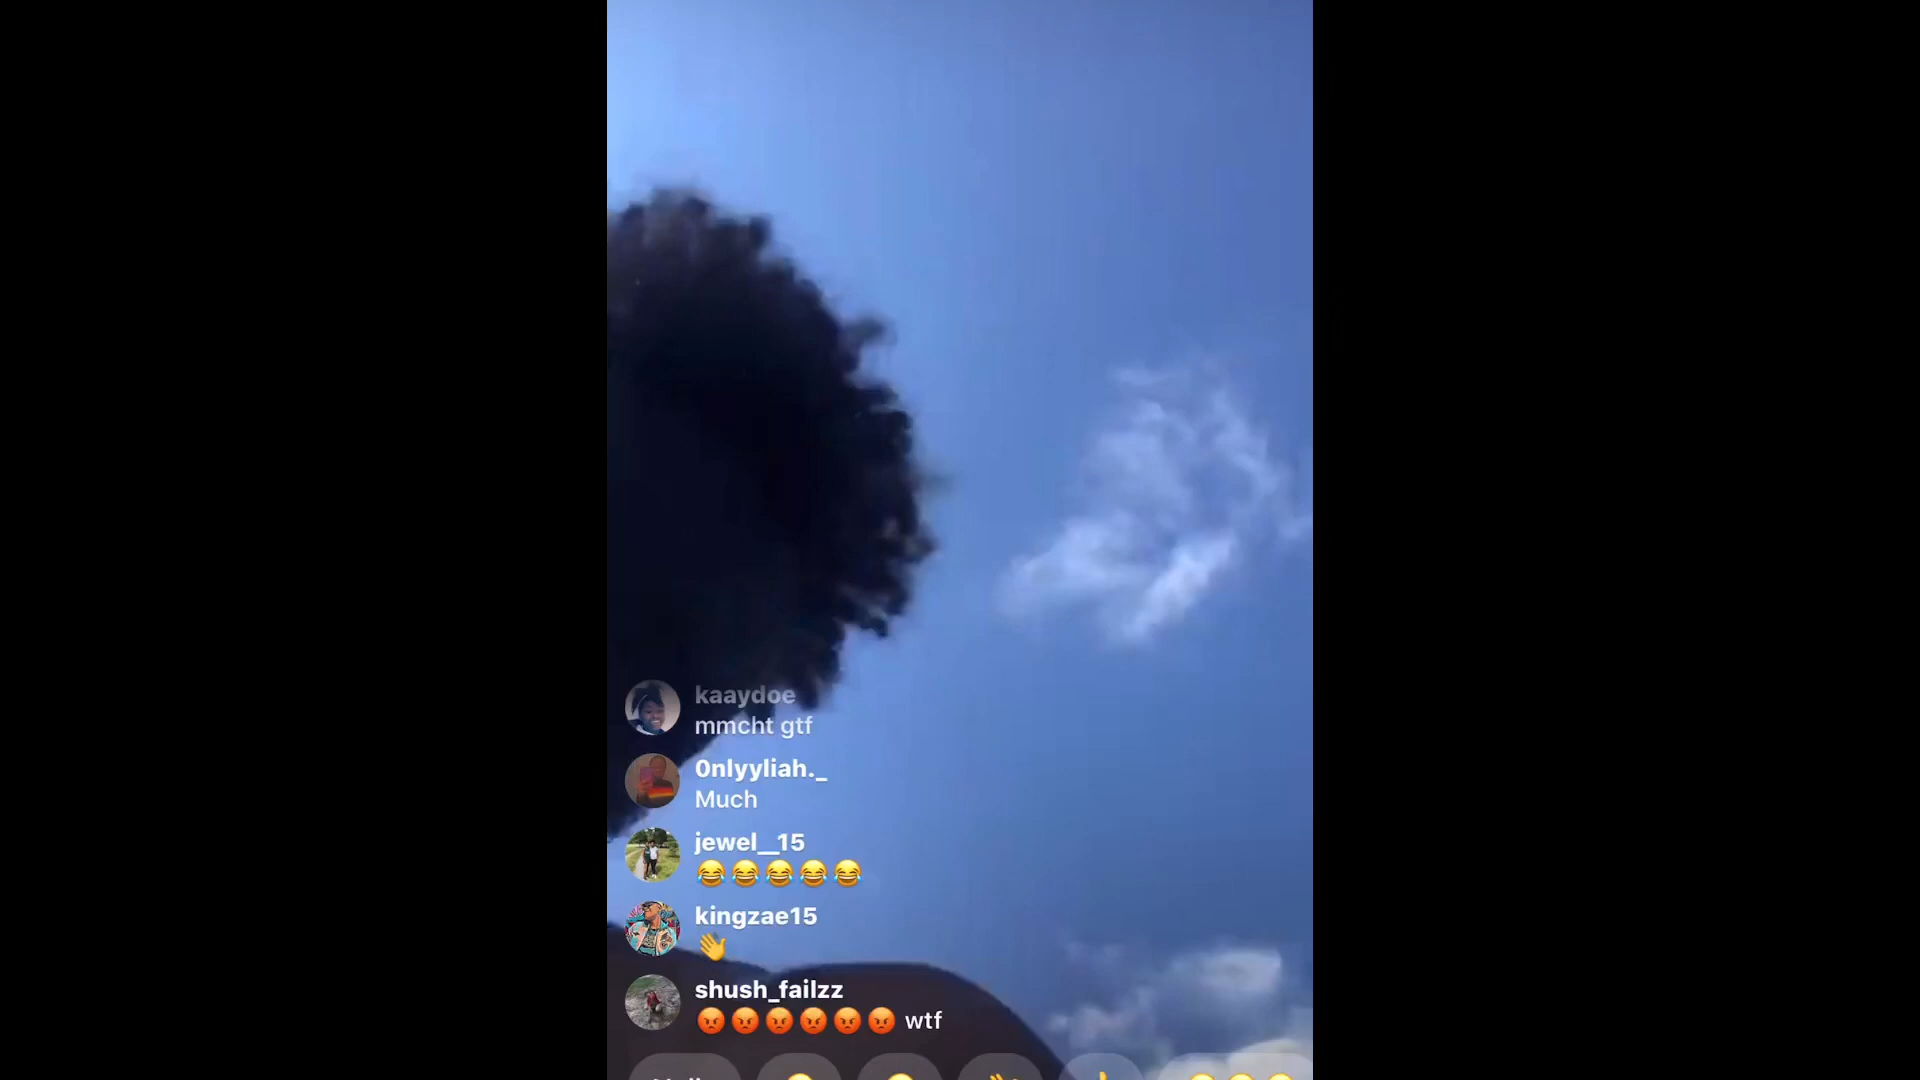 kaaydoe
mmcht gtf
0nlyyliah._
Much
jewel__15
😂😂😂😂😂
kingzae15
👋
shush_failzz
😡😡😡😡😡😡 wtf